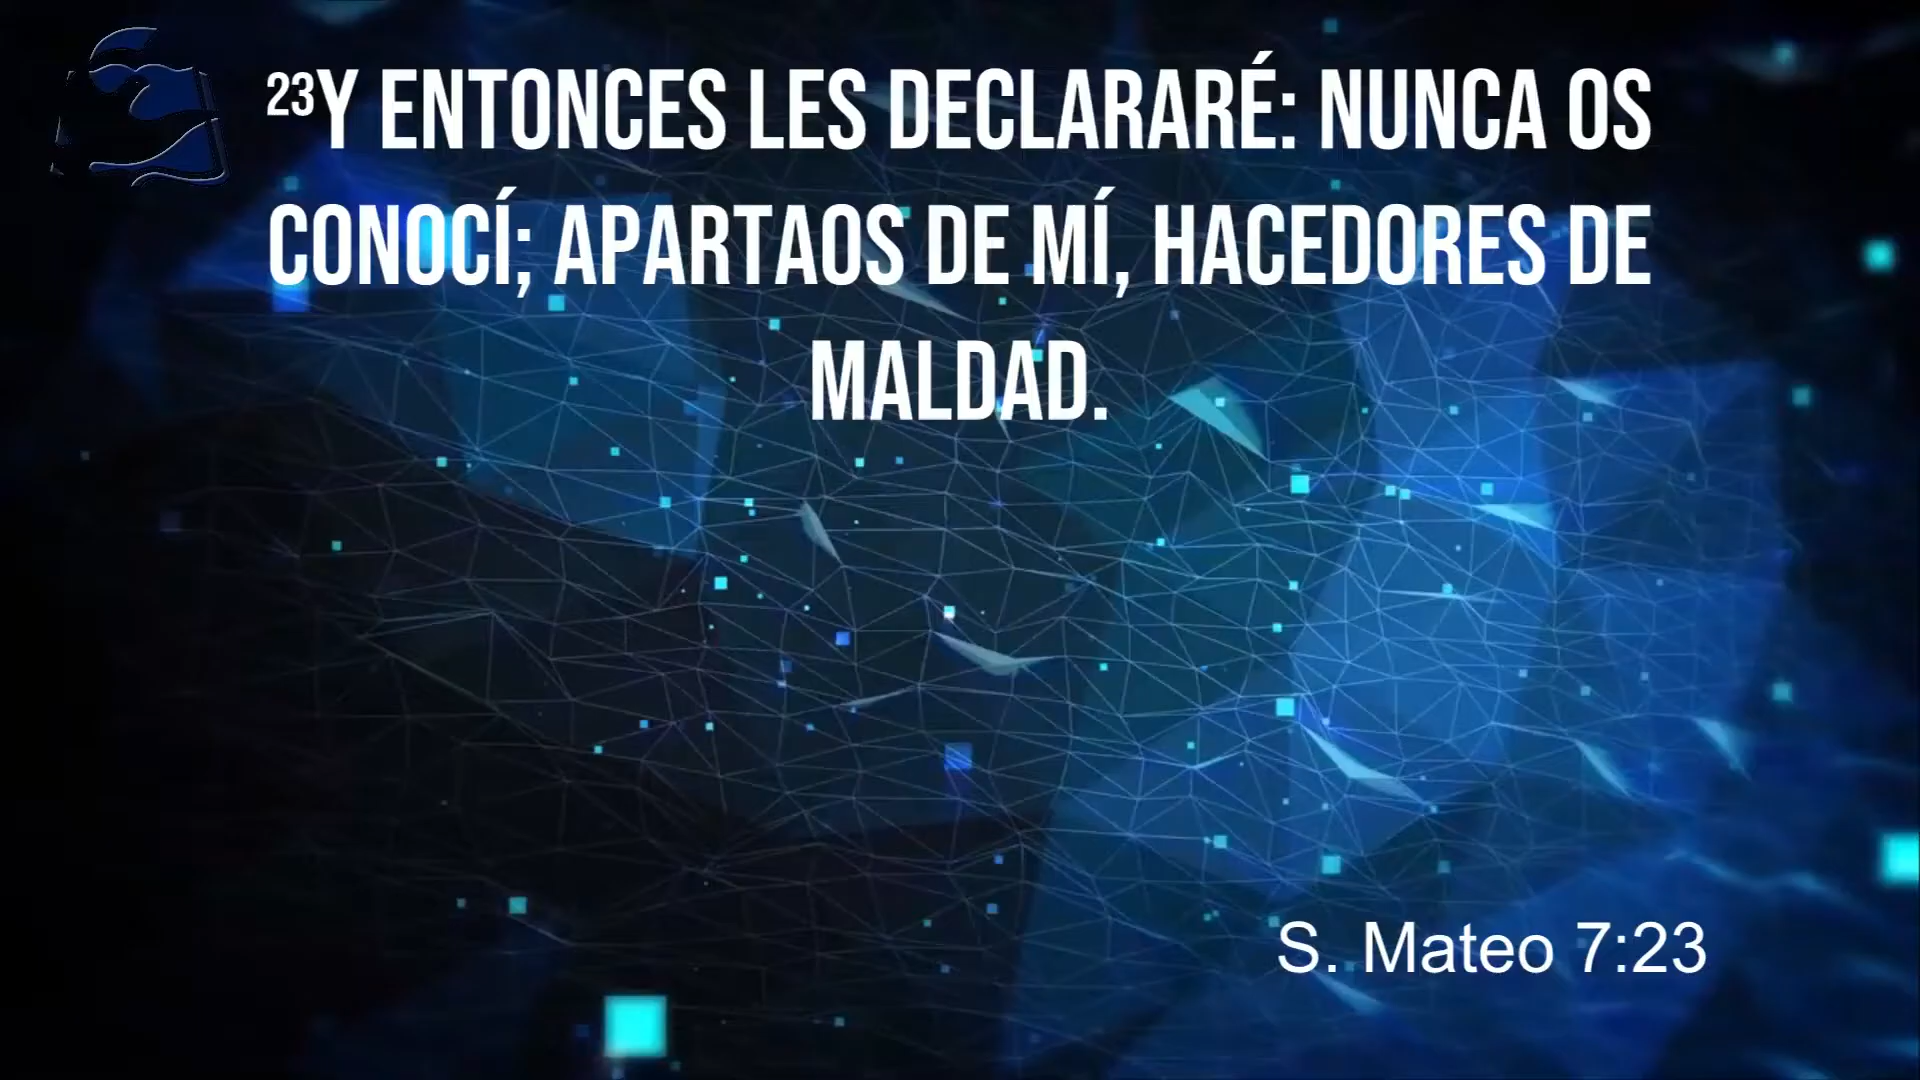 ²³Y ENTONCES LES DECLARARÉ: NUNCA OS
CONOCÍ; APARTAOS DE MÍ, HACEDORES DE
MALDAD.
S. Mateo 7:23